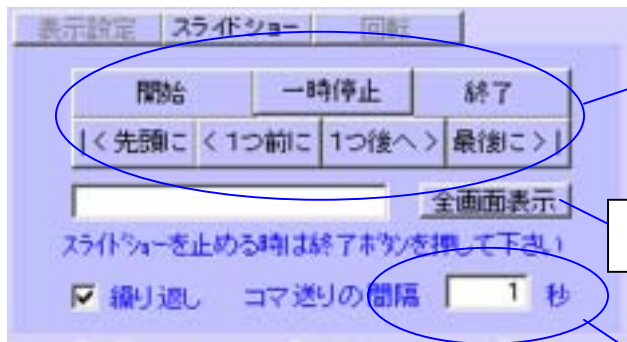 表示設定 スライドショー 回転
開始 一時停止 終了
|< 先頭に < 1つ前に 1つ後へ > 最後に > |
全画面表示
スライドショーを止める時は終了ボタンを押して下さい
繰り返し コマ送りの間隔 1 秒